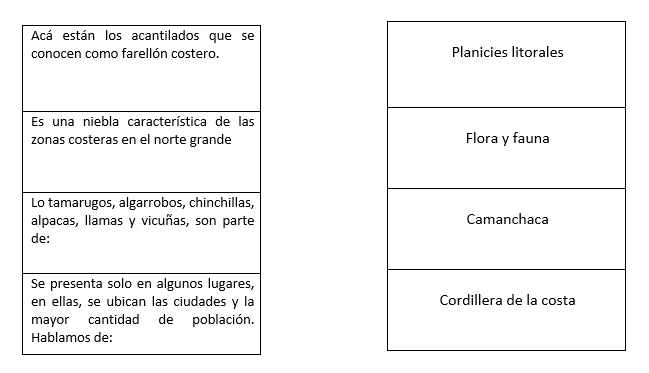 Acá están los acantilados que se
conocen como farellón costero.
Es una niebla característica de las
zonas costeras en el norte grande
Lo tamarugos, algarrobos, chinchillas,
alpacas, llamas y vicuñas, son parte
de:
Se presenta solo en algunos lugares,
en ellas, se ubican las ciudades y la
mayor cantidad de población.
Hablamos de:
Planicies litorales
Flora y fauna
Camanchaca
Cordillera de la costa